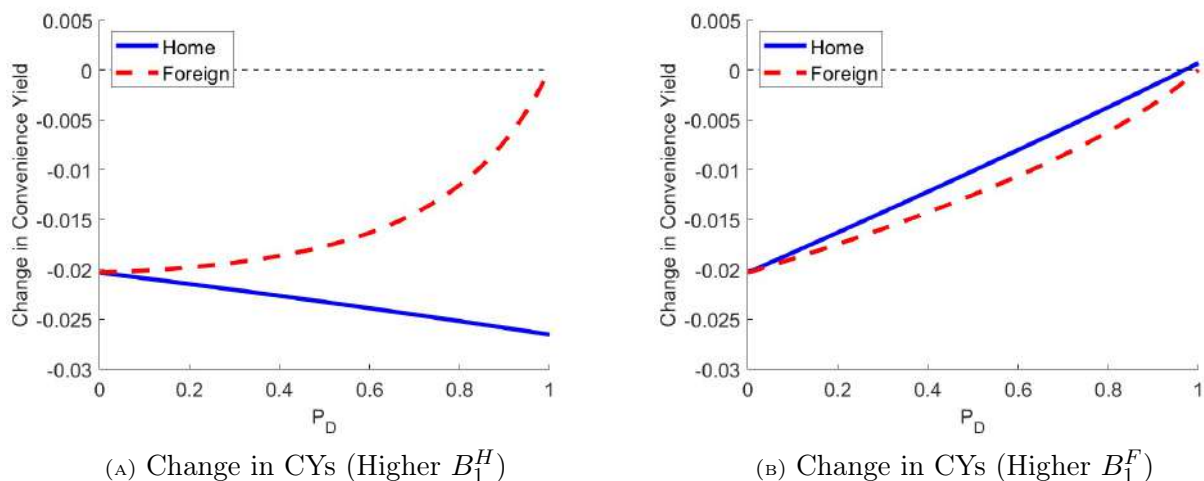 0.005
0
-0.005
-0.01
-0.015
-0.02
-0.025
-0.03
Change in Convenience Yield
Home
Foreign
0 0.2 0.4 0.6 0.8 1
P_D
(A) Change in CYs (Higher B_1^H)
0.005
0
-0.005
-0.01
-0.015
-0.02
-0.025
-0.03
Change in Convenience Yield
Home
Foreign
0 0.2 0.4 0.6 0.8 1
P_D
(B) Change in CYs (Higher B_1^F)